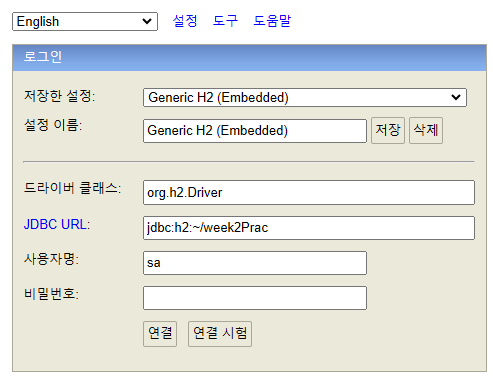 English 설정 도구 도움말
로그인
저장한 설정: Generic H2 (Embedded)
설정 이름: Generic H2 (Embedded) 저장 삭제
드라이버 클래스: org.h2.Driver
JDBC URL: jdbc:h2:~/week2Prac
사용자명: sa
비밀번호:
연결 연결 시험